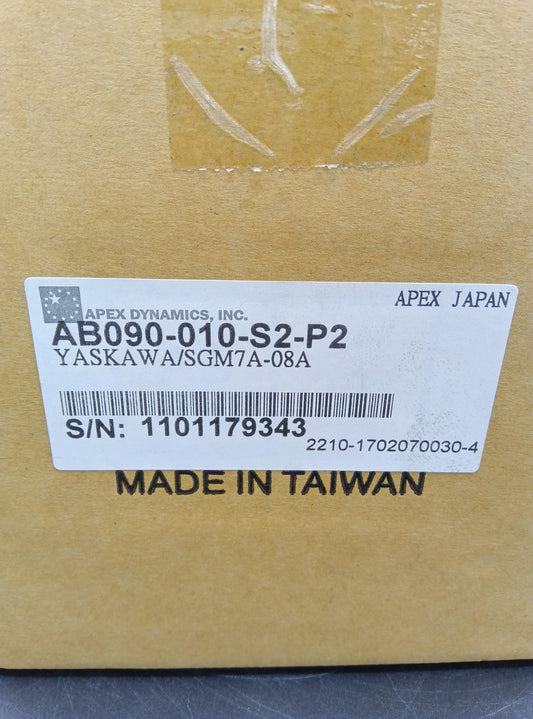 APEX DYNAMICS, INC.
APEX JAPAN
AB090-010-S2-P2
YASKAWA/SGM7A-08A
S/N: 1101179343
2210-1702070030-4
MADE IN TAIWAN